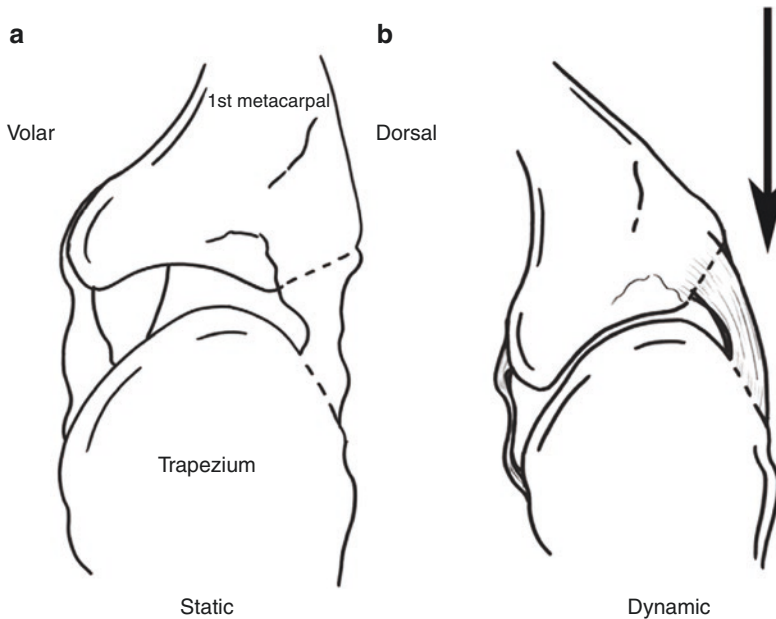 a
b
1st metacarpal
Volar
Dorsal
Trapezium
Static
Dynamic